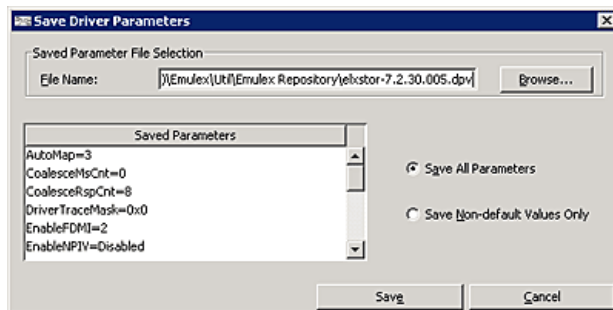 Save Driver Parameters
Saved Parameter File Selection
File Name: )\Emulex\Util\Emulex Repository\elxstor-7.2.30.005.dpv Browse...
Saved Parameters
AutoMap=3
CoalesceMsCnt=0
CoalesceRspCnt=8
DriverTraceMask=0x0
EnableFDMI=2
EnableNPIV=Disabled
Save All Parameters
Save Non-default Values Only
Save Cancel